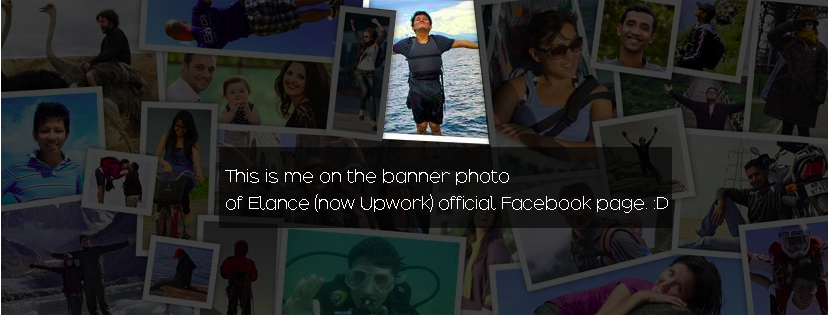 This is me on the banner photo
of Elance (now Upwork) official Facebook page. :D